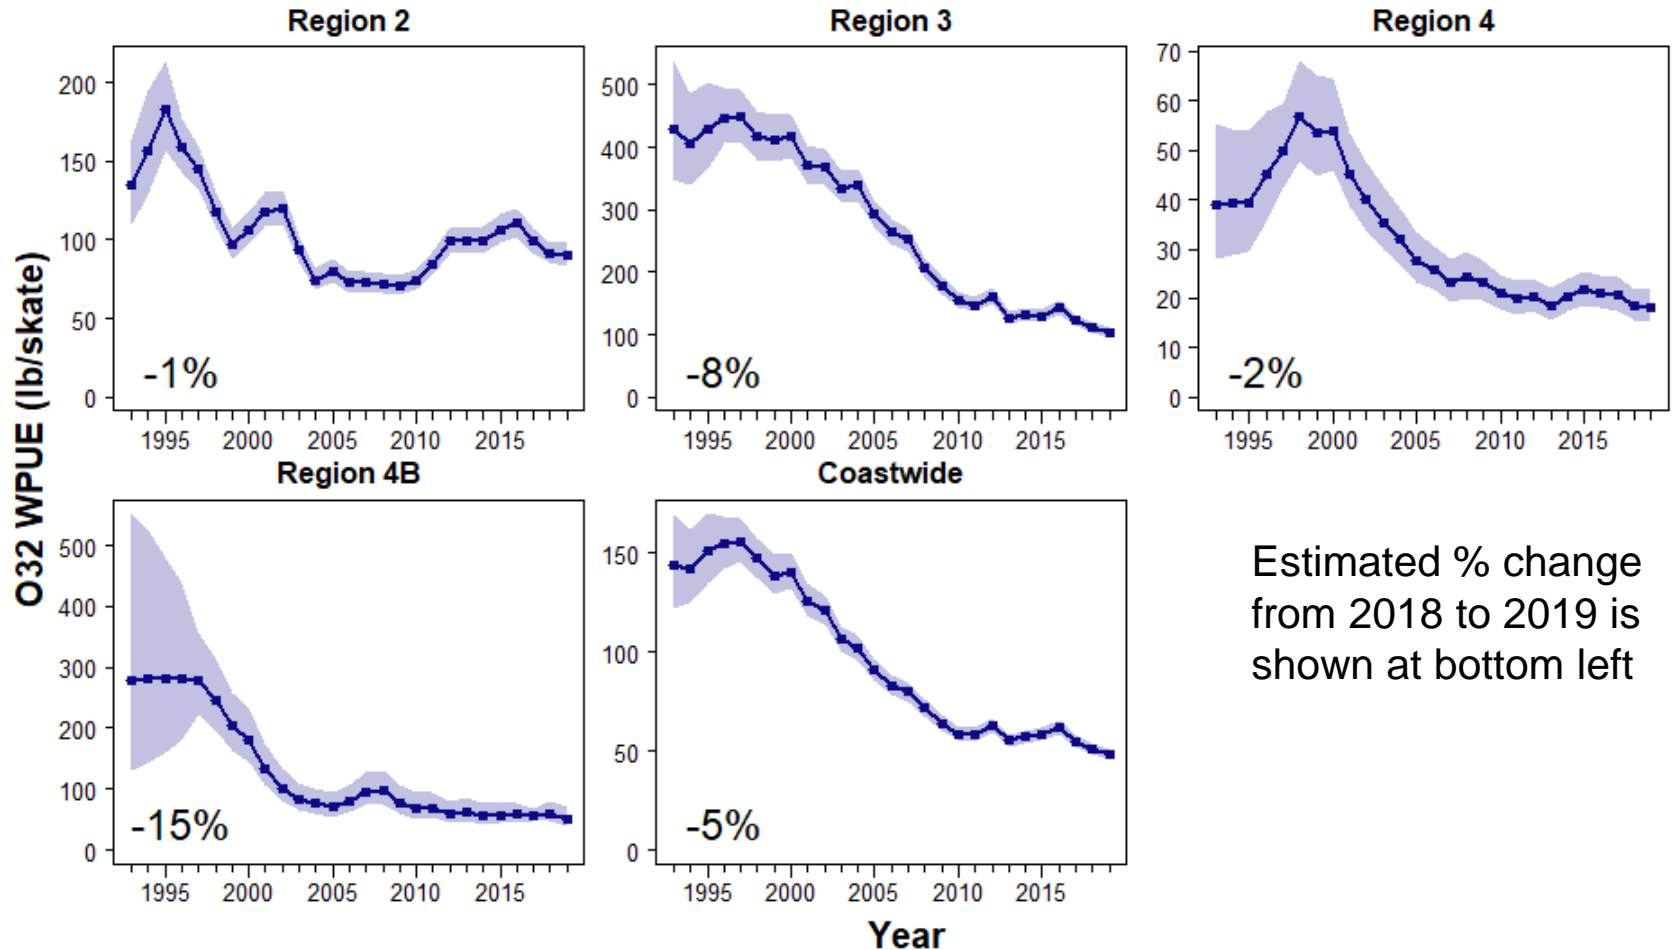 Region 2
Region 3
Region 4
O32 WPUE (lb/skate)
200
150
100
50
0
-1%
1995 2000 2005 2010 2015
500
400
300
200
100
0
-8%
1995 2000 2005 2010 2015
70
60
50
40
30
20
10
0
-2%
1995 2000 2005 2010 2015
Region 4B
Coastwide
500
400
300
200
100
0
-15%
1995 2000 2005 2010 2015
150
100
50
0
-5%
1995 2000 2005 2010 2015
Year
Estimated % change
from 2018 to 2019 is
shown at bottom left